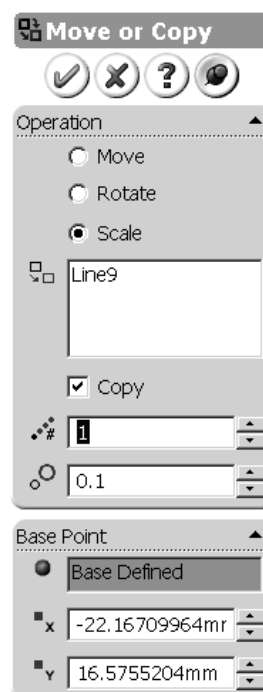 Move or Copy
?
Operation
Move
Rotate
Scale
Line9
Copy
# 1
0.1
Base Point
Base Defined
x -22.16709964mr
Y 16.5755204mm